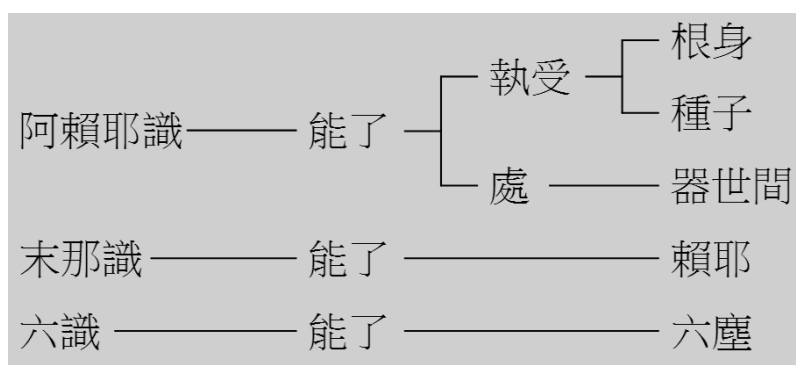 根身
執受
種子
阿賴耶識 能了
處 器世間
末那識 能了 賴耶
六識 能了 六塵